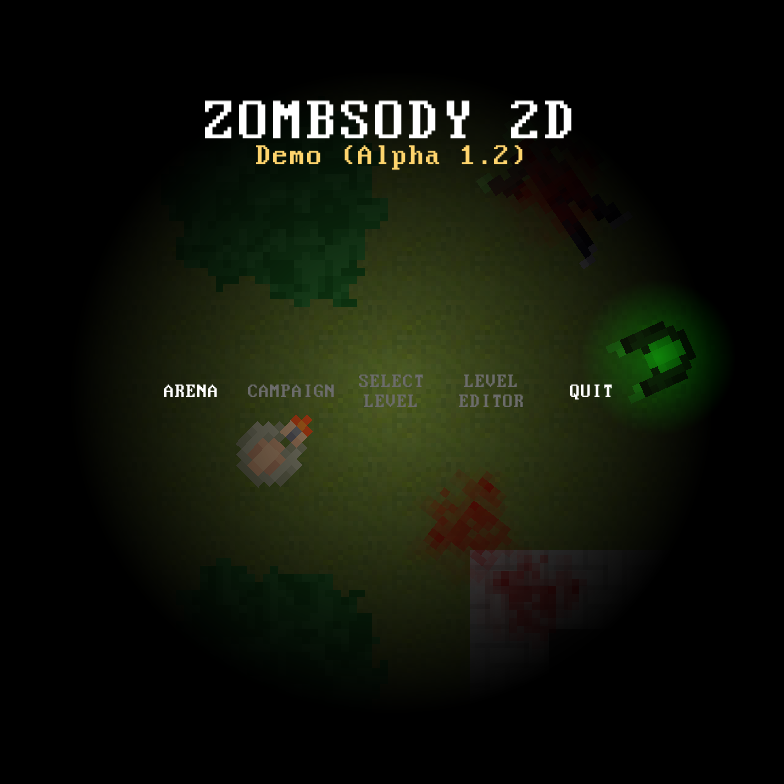 ZOMBSODY 2D
Demo (Alpha 1.2)
ARENA
CAMPAIGN
SELECT
LEVEL
LEVEL
EDITOR
QUIT